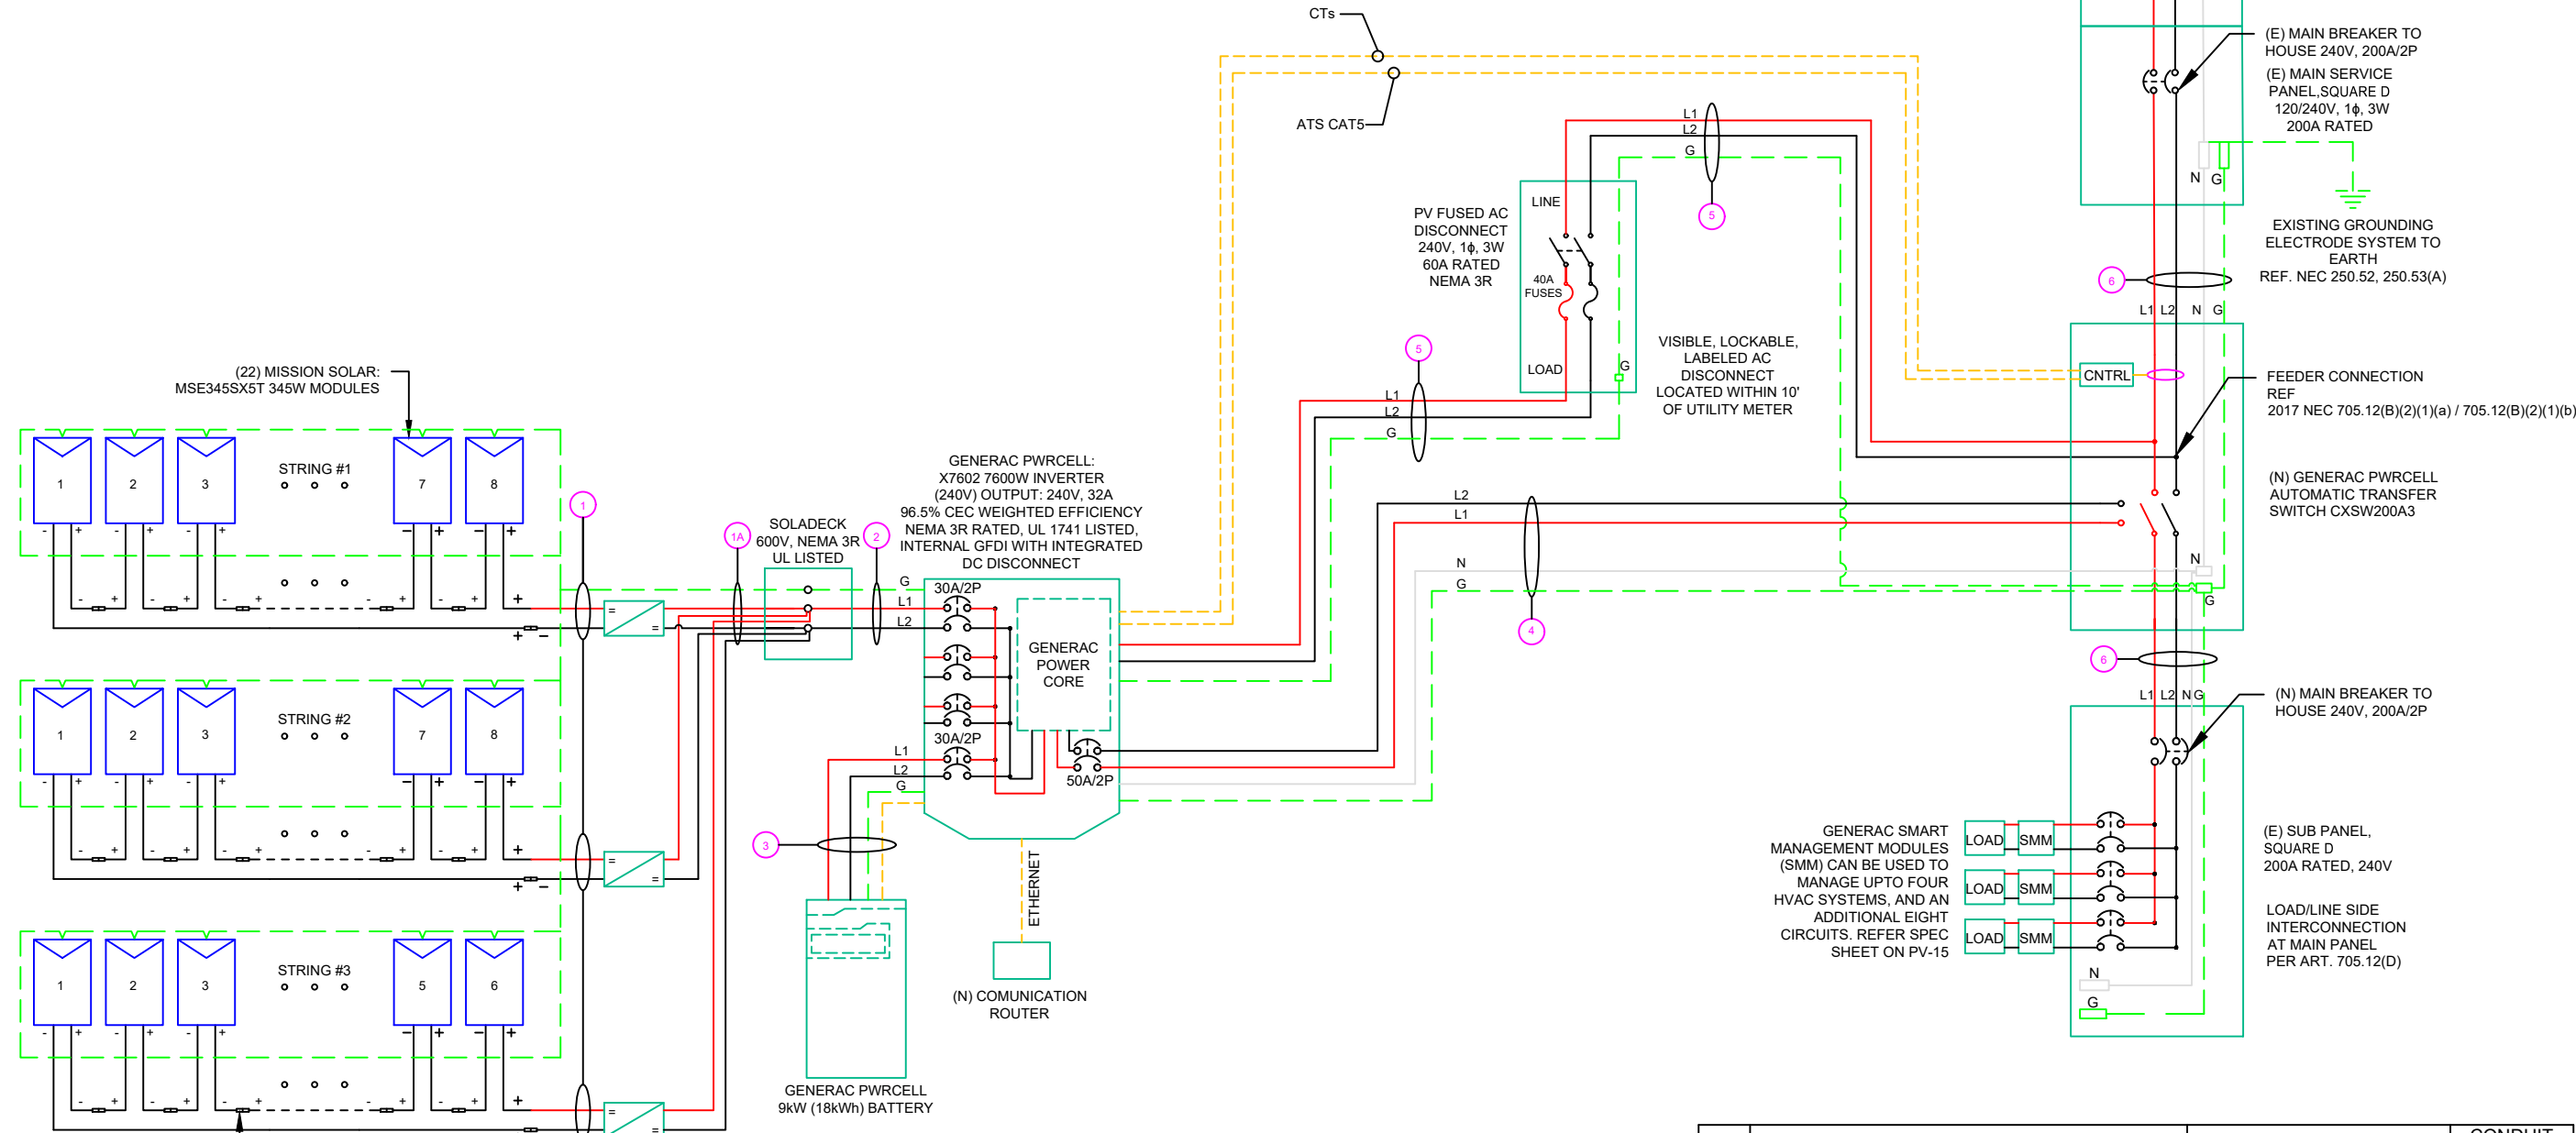 CTs
ATS CAT5
(E) MAIN BREAKER TO
HOUSE 240V, 200A/2P
(E) MAIN SERVICE
PANEL,SQUARE D
120/240V, 1ϕ, 3W
200A RATED
N G
EXISTING GROUNDING
ELECTRODE SYSTEM TO
EARTH
REF. NEC 250.52, 250.53(A)
6
L1 L2 N G
L1
L2
G
5
LINE
PV FUSED AC
DISCONNECT
240V, 1ϕ, 3W
60A RATED
NEMA 3R
40A
FUSES
LOAD
G
VISIBLE, LOCKABLE,
LABELED AC
DISCONNECT
LOCATED WITHIN 10'
OF UTILITY METER
5
L1
L2
G
CNTRL
FEEDER CONNECTION
REF
2017 NEC 705.12(B)(2)(1)(a) / 705.12(B)(2)(1)(b)
(N) GENERAC PWRCELL
AUTOMATIC TRANSFER
SWITCH CXSW200A3
(22) MISSION SOLAR:
MSE345SX5T 345W MODULES
1 2 3 STRING #1 7 8
- + - + - + - + - +
- + - + - + - + - + +
+ -
1
1A
SOLADECK
600V, NEMA 3R
UL LISTED
2
= =
GENERAC PWRCELL:
X7602 7600W INVERTER
(240V) OUTPUT: 240V, 32A
96.5% CEC WEIGHTED EFFICIENCY
NEMA 3R RATED, UL 1741 LISTED,
INTERNAL GFDI WITH INTEGRATED
DC DISCONNECT
G
L1
L2
30A/2P
GENERAC
POWER
CORE
30A/2P
50A/2P
L1
L2
G
L2
L1
N
G
4
N
G
6
L1 L2 N G
(N) MAIN BREAKER TO
HOUSE 240V, 200A/2P
1 2 3 STRING #2 7 8
- + - + - + - + - +
- + - + - + - + - + +
+ -
= =
3
ETHERNET
(N) COMUNICATION
ROUTER
GENERAC PWRCELL
9kW (18kWh) BATTERY
GENERAC SMART
MANAGEMENT MODULES
(SMM) CAN BE USED TO
MANAGE UPTO FOUR
HVAC SYSTEMS, AND AN
ADDITIONAL EIGHT
CIRCUITS. REFER SPEC
SHEET ON PV-15
LOAD SMM
LOAD SMM
LOAD SMM
(E) SUB PANEL,
SQUARE D
200A RATED, 240V
LOAD/LINE SIDE
INTERCONNECTION
AT MAIN PANEL
PER ART. 705.12(D)
N
G
1 2 3 STRING #3 5 6
- + - + - + - + - +
- + - + - + - + - + +
= =
CONDUIT